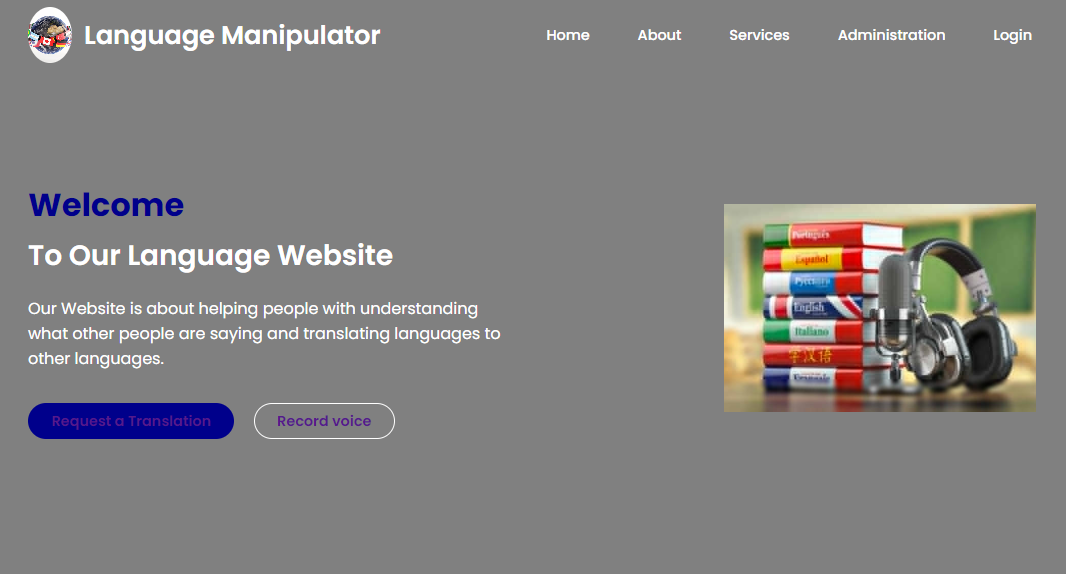 Language Manipulator
Home About Services Administration Login
Welcome
To Our Language Website
Our Website is about helping people with understanding
what other people are saying and translating languages to
other languages.
Request a Translation Record voice
Português
Español
Русский
English
Italiano
学汉语
Français